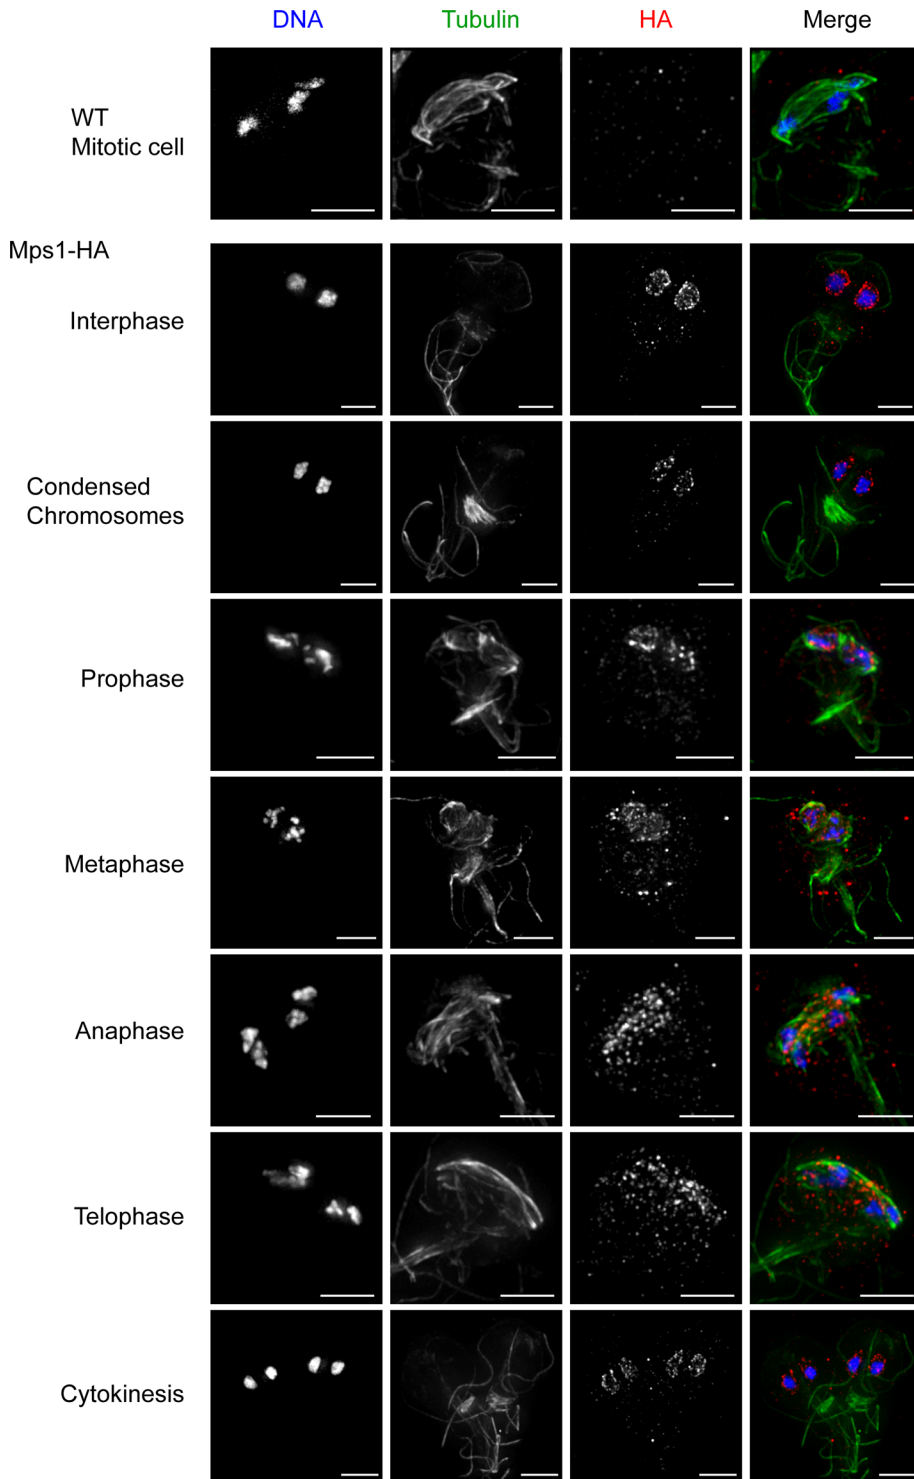 DNA Tubulin HA Merge
WT
Mitotic cell
Mps1-HA
Interphase
Condensed
Chromosomes
Prophase
Metaphase
Anaphase
Telophase
Cytokinesis